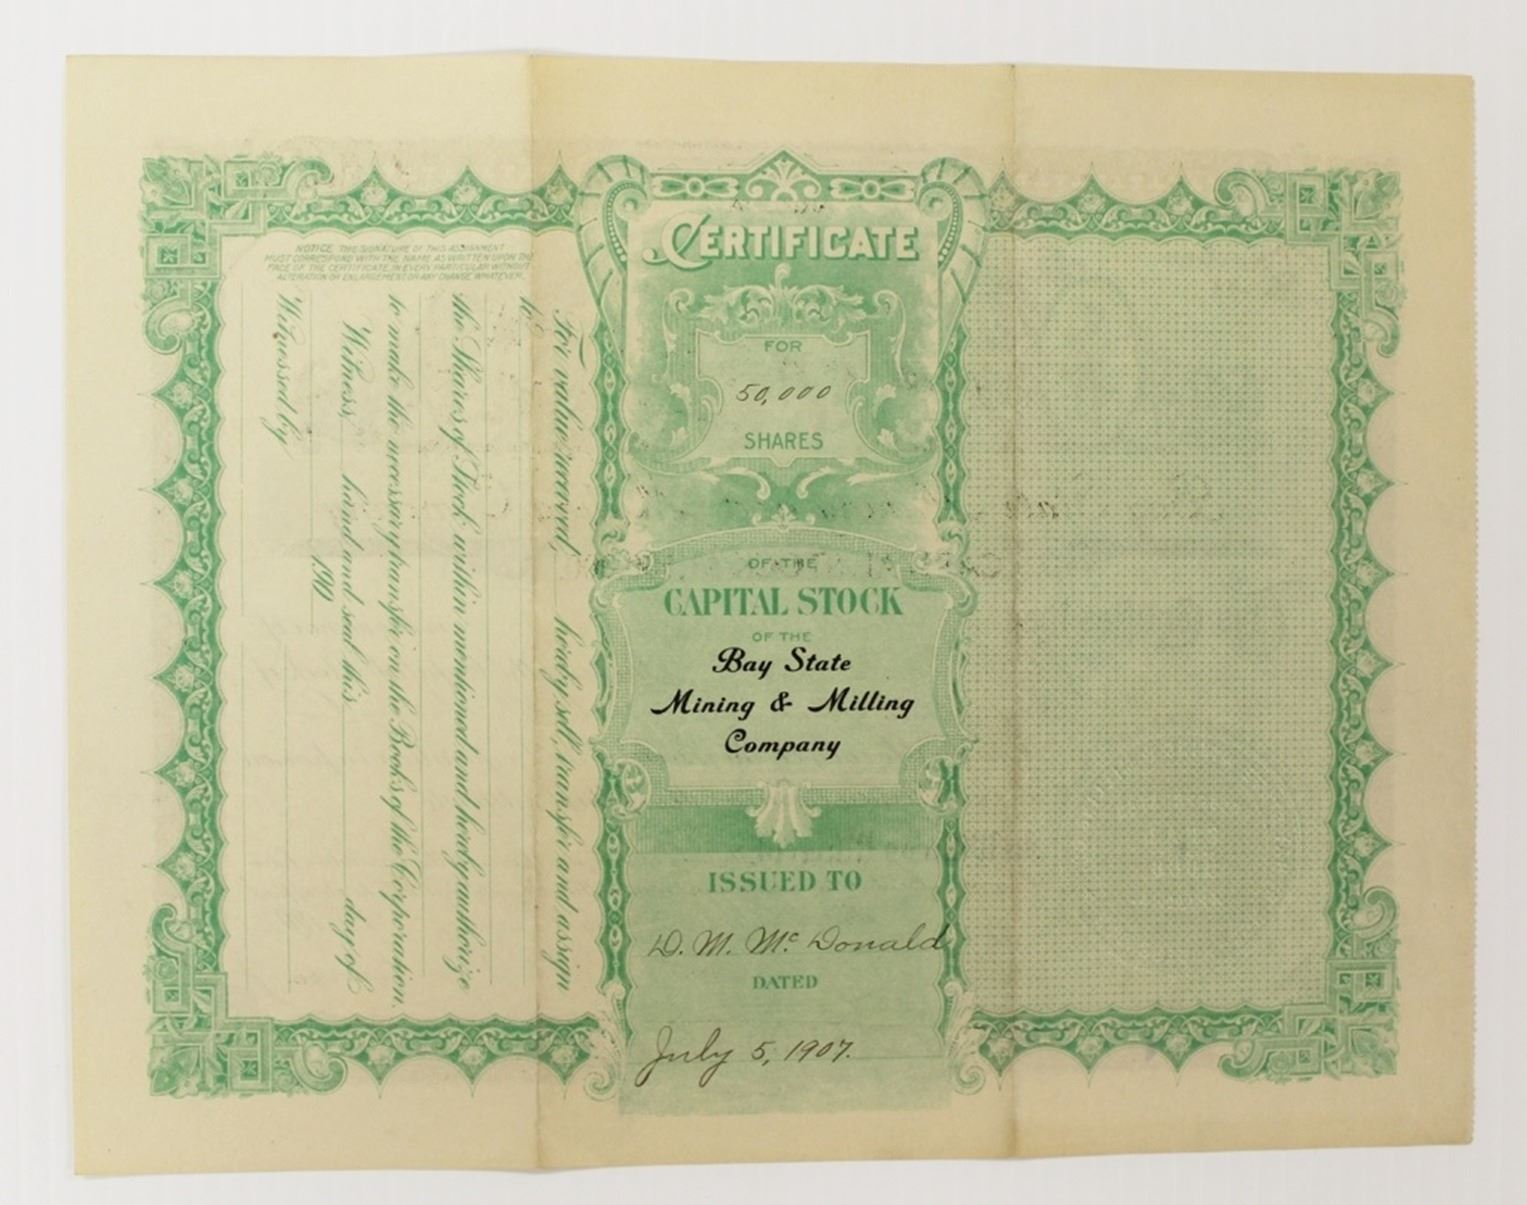 CERTIFICATE
FOR
50,000
SHARES
OF THE
CAPITAL STOCK
OF THE
Bay State
Mining & Milling
Company
ISSUED TO
D. M. Mc Donald
DATED
July 5, 1907.
NOTICE THE SIGNATURE OF THIS ASSIGNMENT
MUST CORRESPOND WITH THE NAME AS WRITTEN UPON THE
FACE OF THE CERTIFICATE, IN EVERY PARTICULAR WITHOUT
ALTERATION OR ENLARGEMENT OR ANY CHANGE WHATEVER.
For value received, hereby sell, transfer and assign
to
the Shares of Stock within mentioned and hereby authorize
to make the necessary transfer on the Books of the Corporation.
Witness, hand and seal this day of
190
Witnessed by